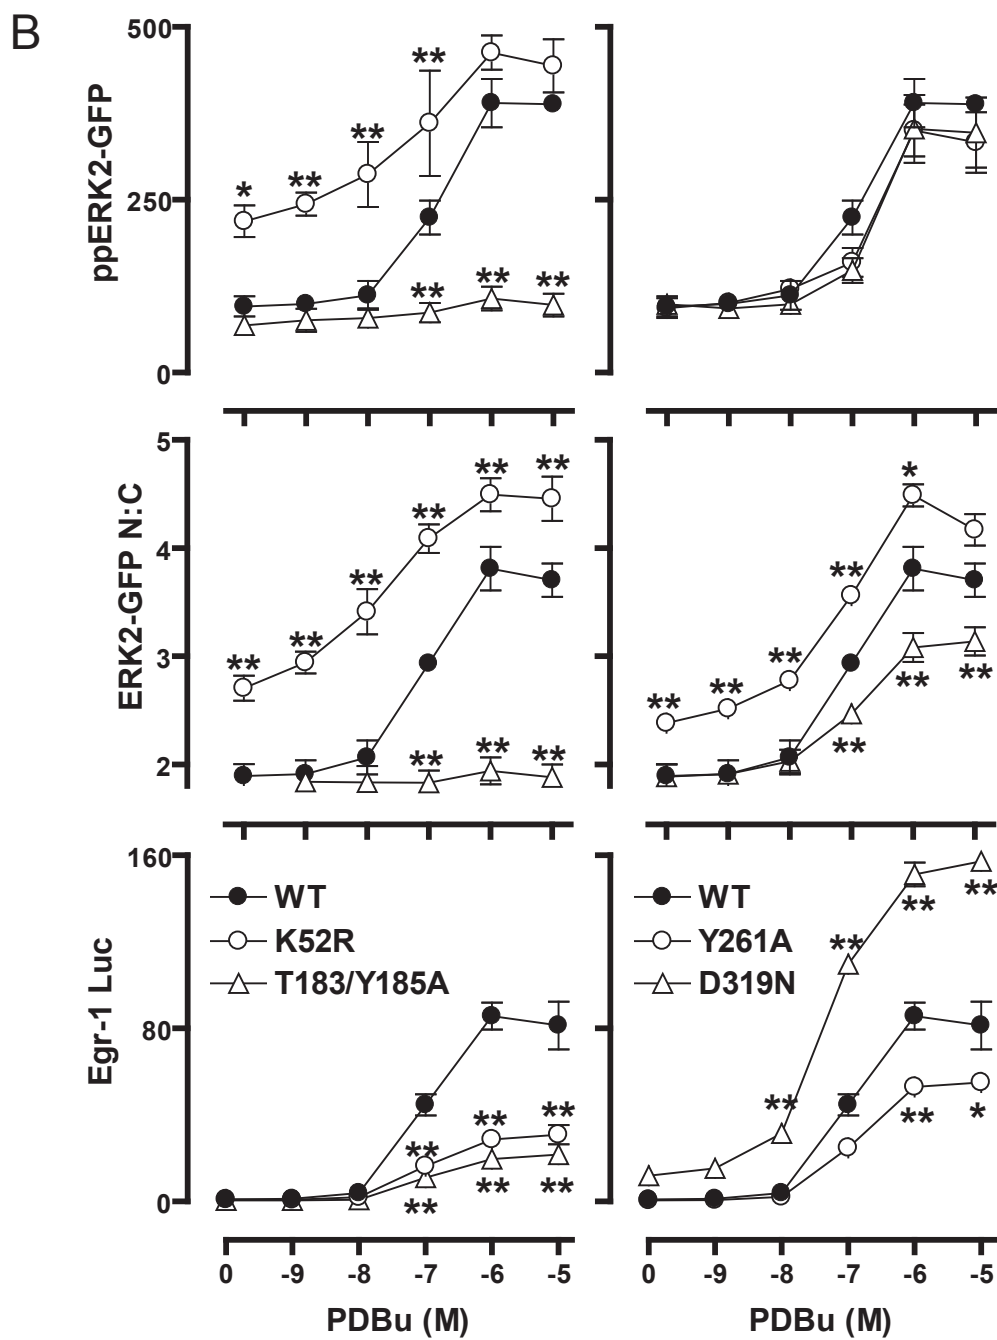 B
500
250
0
ppERK2-GFP
* ** ** ** ** ** **
5
4
3
2
ERK2-GFP N:C
** ** ** ** ** ** ** ** **
** ** ** ** * ** ** **
160
80
0
Egr-1 Luc
WT
K52R
T183/Y185A
** ** ** ** ** **
WT
Y261A
D319N
** ** ** ** ** *
0 -9 -8 -7 -6 -5
PDBu (M)
0 -9 -8 -7 -6 -5
PDBu (M)